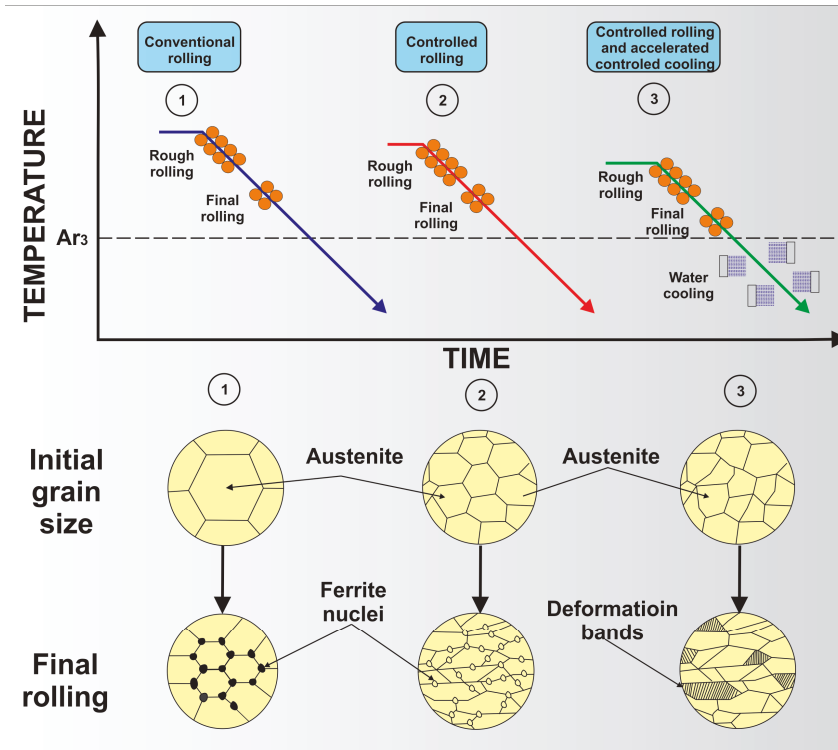 Conventional
rolling
Controlled
rolling
Controlled rolling
and accelerated
controled cooling
1
2
3
TEMPERATURE
Rough
rolling
Final
rolling
Rough
rolling
Final
rolling
Rough
rolling
Final
rolling
Ar3
Water
cooling
TIME
1
2
3
Initial
grain
size
Austenite
Austenite
Ferrite
nuclei
Deformatioin
bands
Final
rolling